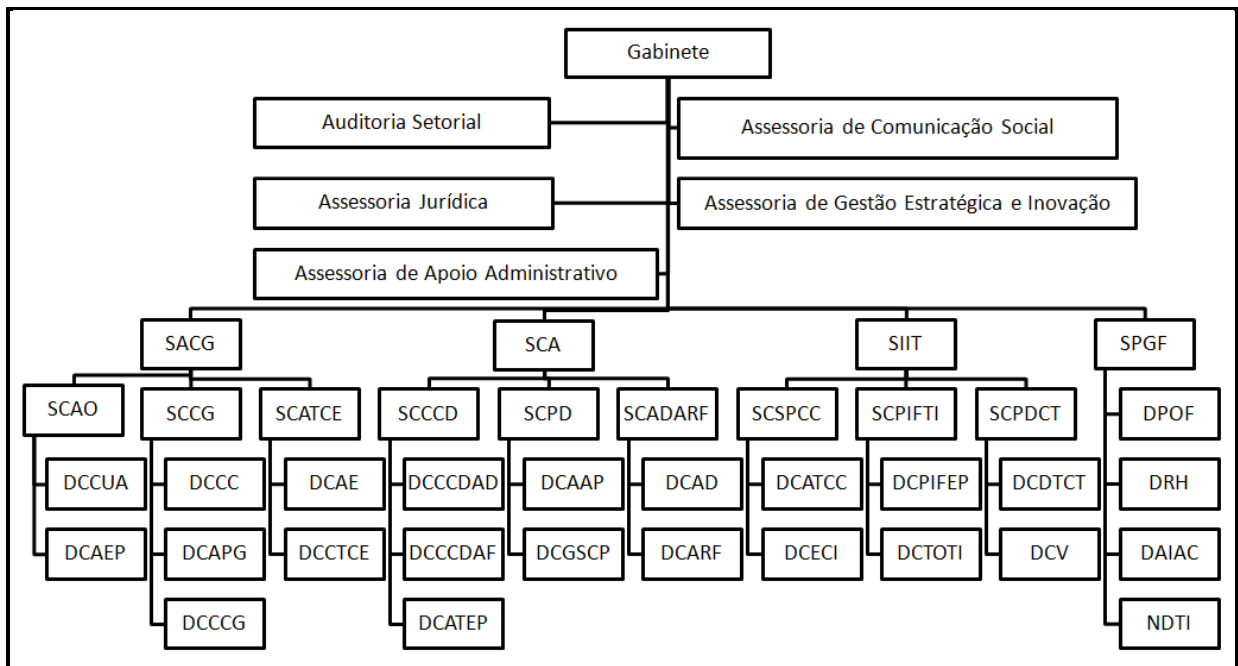 Gabinete
Auditoria Setorial
Assessoria de Comunicação Social
Assessoria Jurídica
Assessoria de Gestão Estratégica e Inovação
Assessoria de Apoio Administrativo
SACG
SCA
SIIT
SPGF
SCAO
SCCG
SCATCE
SCCCD
SCPD
SCADARF
SCSPCC
SCPIFTI
SCPDCT
DPOF
DCCUA
DCCC
DCAE
DCCCDAD
DCAAP
DCAD
DCATCC
DCPIFEP
DCDTCT
DRH
DCAEP
DCAPG
DCCTCE
DCCCDAF
DCGSCP
DCARF
DCECI
DCTOTI
DCV
DAIAC
DCCCG
DCATEP
NDTI